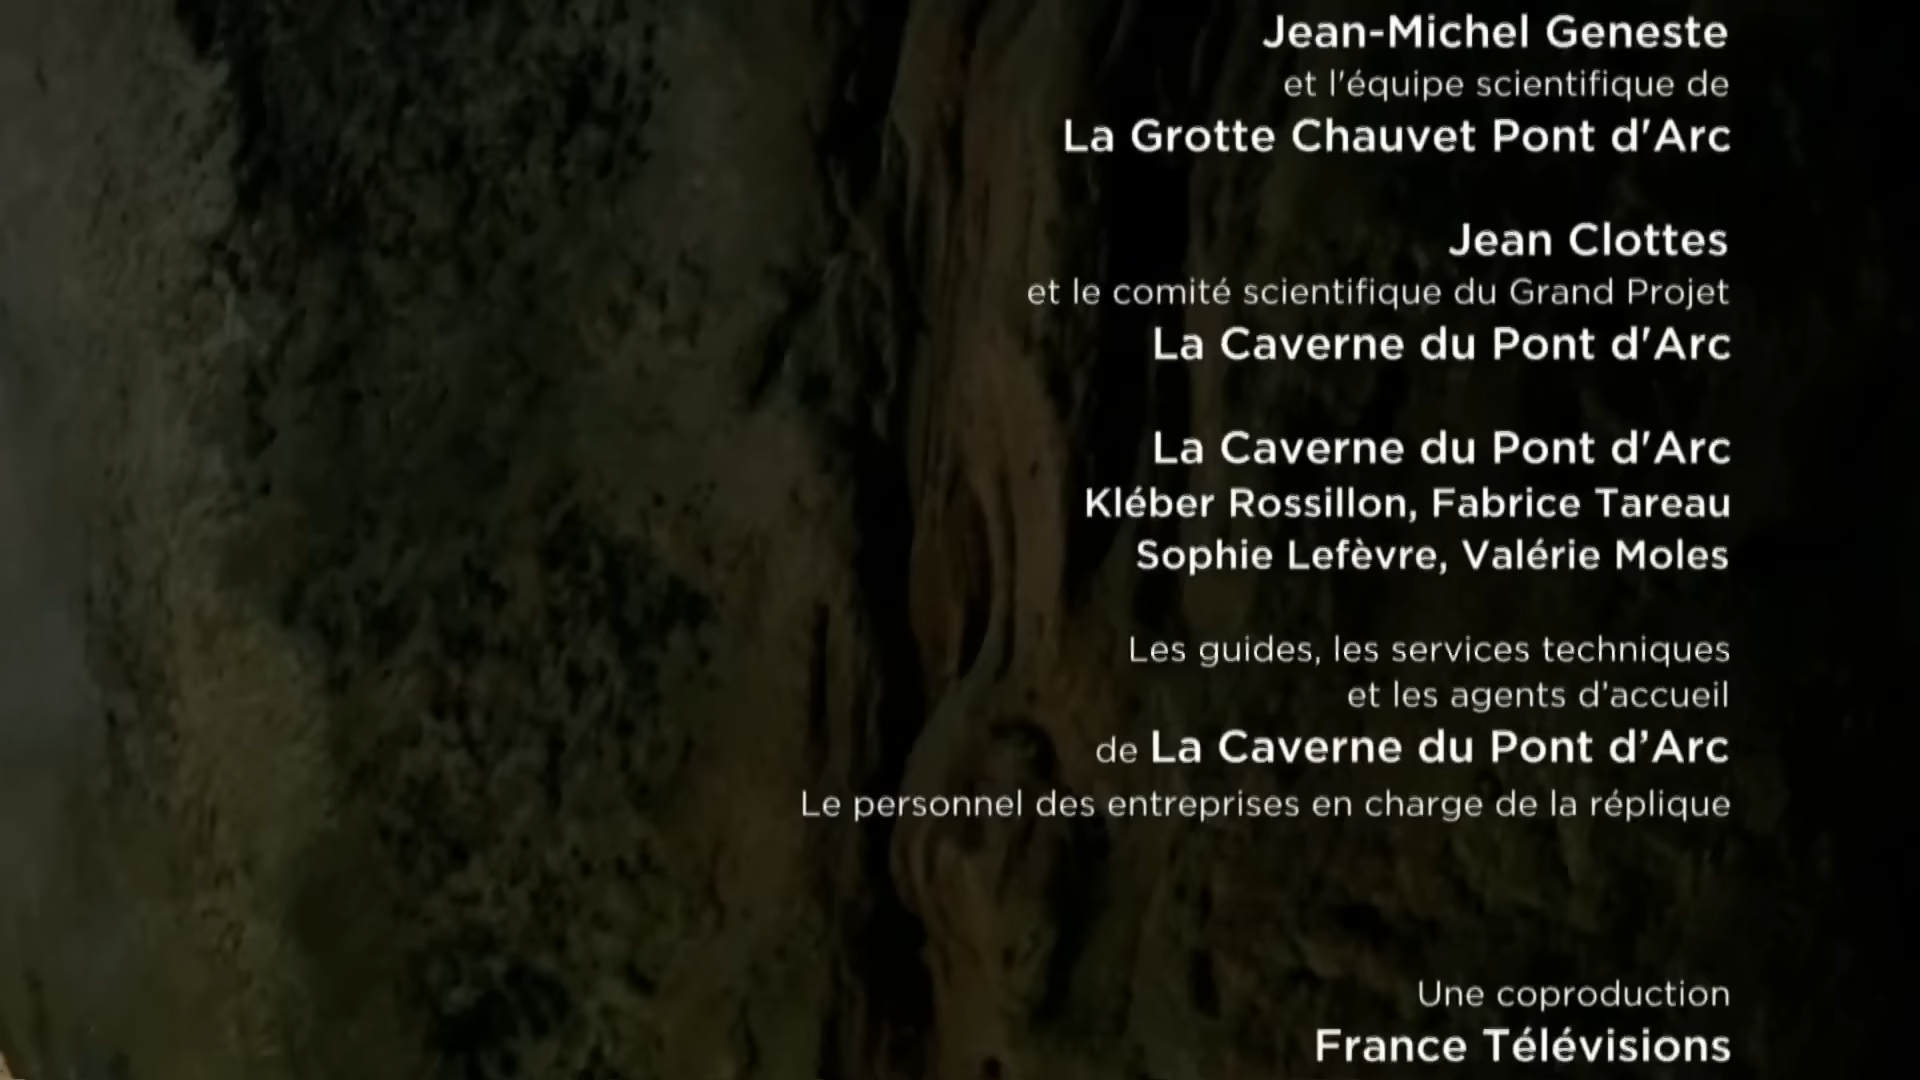 Jean-Michel Geneste
et l'équipe scientifique de
La Grotte Chauvet Pont d'Arc
Jean Clottes
et le comité scientifique du Grand Projet
La Caverne du Pont d'Arc
La Caverne du Pont d'Arc
Kléber Rossillon, Fabrice Tareau
Sophie Lefèvre, Valérie Moles
Les guides, les services techniques
et les agents d’accueil
de La Caverne du Pont d’Arc
Le personnel des entreprises en charge de la réplique
Une coproduction
France Télévisions